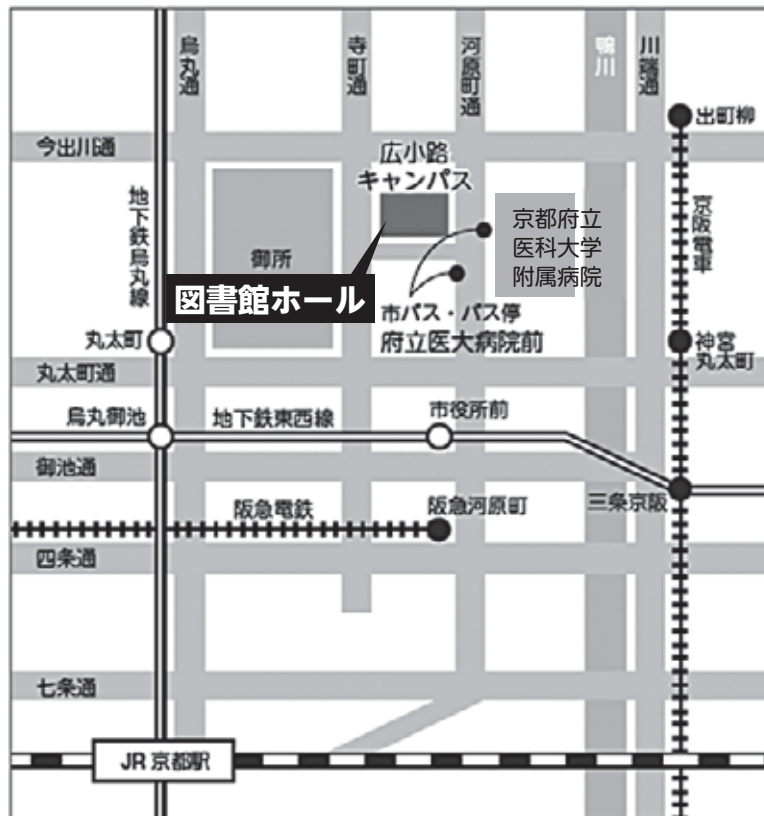 烏丸通
寺町通
河原町通
鴨川
川端通
出町柳
今出川通
広小路
キャンパス
地下鉄烏丸線
御所
京都府立
医科大学
附属病院
京阪電車
図書館ホール
市バス・バス停
府立医大病院前
丸太町
神宮
丸太町
丸太町通
烏丸御池
地下鉄東西線
市役所前
御池通
三条京阪
阪急電鉄
阪急河原町
四条通
七条通
JR 京都駅